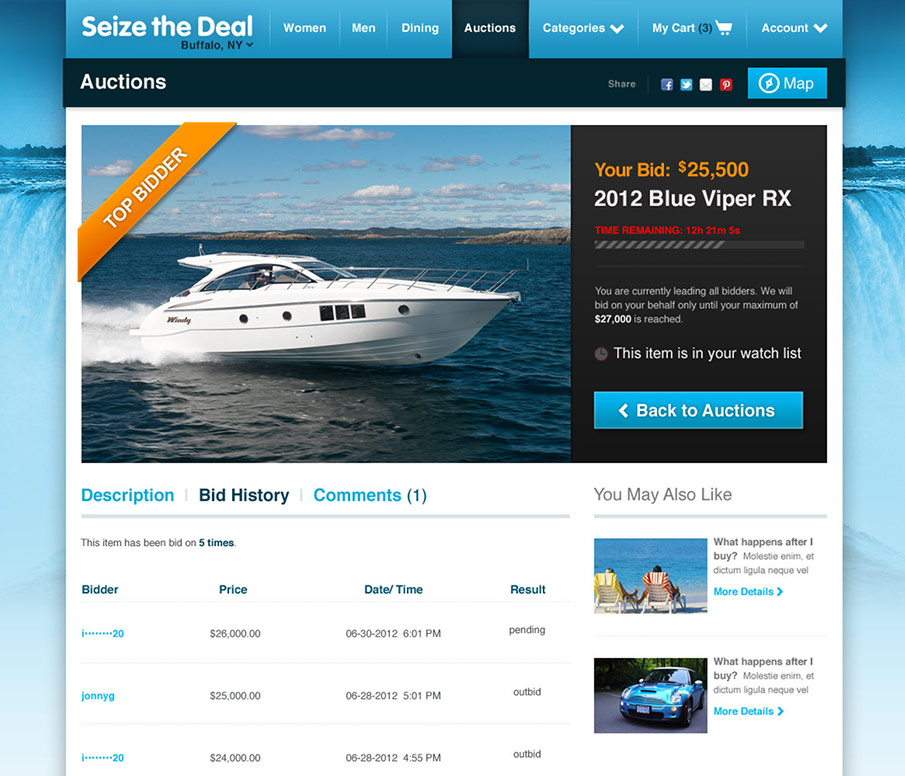 Seize the Deal
Buffalo, NY
Women
Men
Dining
Auctions
Categories
My Cart (3)
Account
Auctions
Share
Map
TOP BIDDER
Windy
Your Bid: $25,500
2012 Blue Viper RX
TIME REMAINING: 12h 21m 5s
You are currently leading all bidders. We will
bid on your behalf only until your maximum of
$27,000 is reached.
This item is in your watch list
Back to Auctions
Description
Bid History
Comments (1)
This item has been bid on 5 times.
Bidder Price Date/ Time Result
i••••••••20 $26,000.00 06-30-2012 6:01 PM pending
jonnyg $25,000.00 06-28-2012 5:01 PM outbid
i••••••••20 $24,000.00 06-28-2012 4:55 PM outbid
You May Also Like
What happens after I
buy? Molestie enim, et
dictum ligula neque vel
More Details
What happens after I
buy? Molestie enim, et
dictum ligula neque vel
More Details